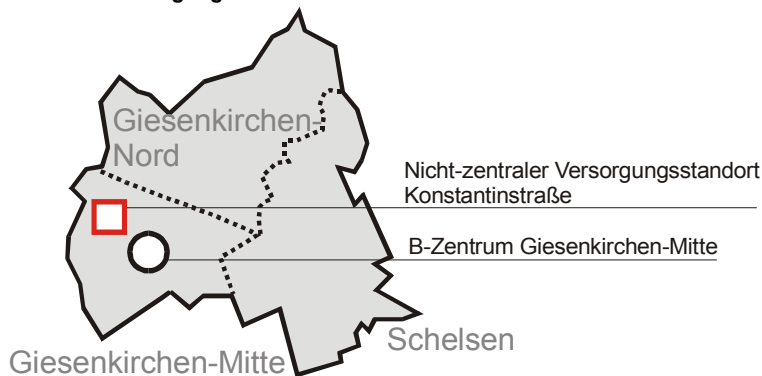 Giesenkirchen-
Nord
Nicht-zentraler Versorgungsstandort
Konstantinstraße
B-Zentrum Giesenkirchen-Mitte
Schelsen
Giesenkirchen-Mitte